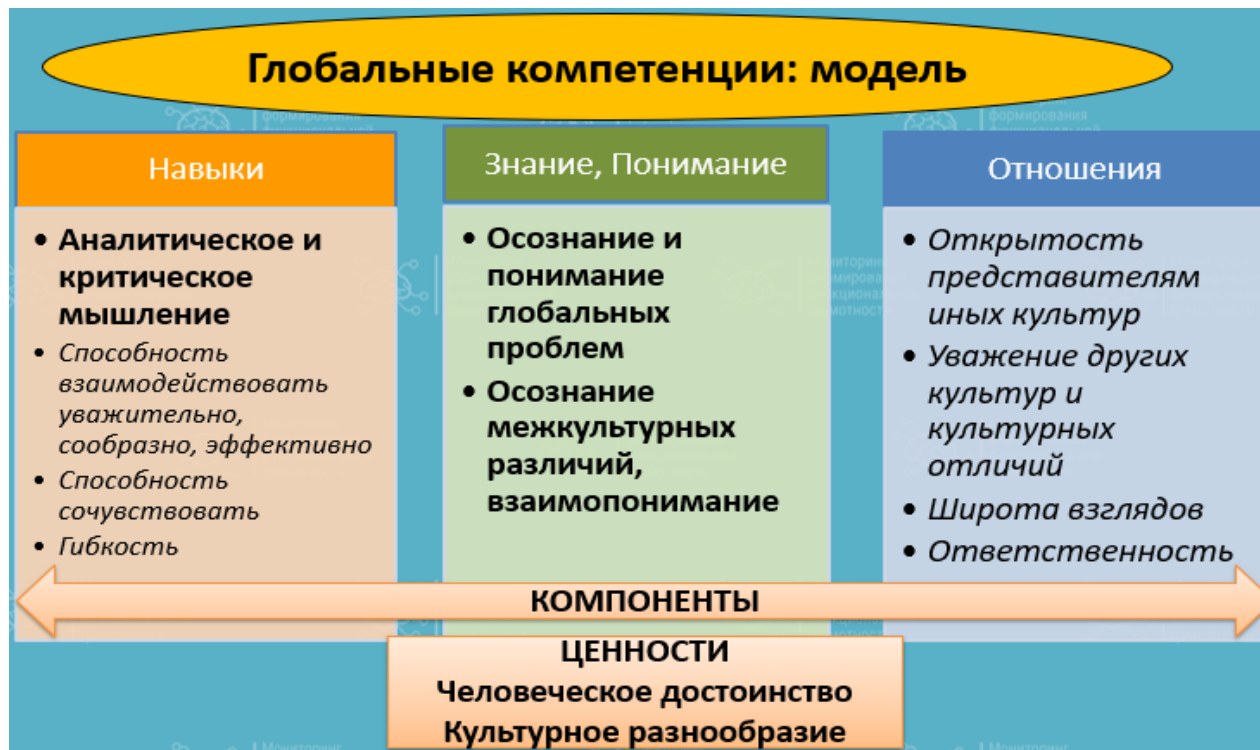 Глобальные компетенции: модель
Навыки
• Аналитическое и
критическое
мышление
• Способность
взаимодействовать
уважительно,
сообразно, эффективно
• Способность
сочувствовать
• Гибкость
Знание, Понимание
• Осознание и
понимание
глобальных
проблем
• Осознание
межкультурных
различий,
взаимопонимание
Отношения
• Открытость
представителям
иных культур
• Уважение других
культур и
культурных
отличий
• Широта взглядов
• Ответственность
КОМПОНЕНТЫ
ЦЕННОСТИ
Человеческое достоинство
Культурное разнообразие